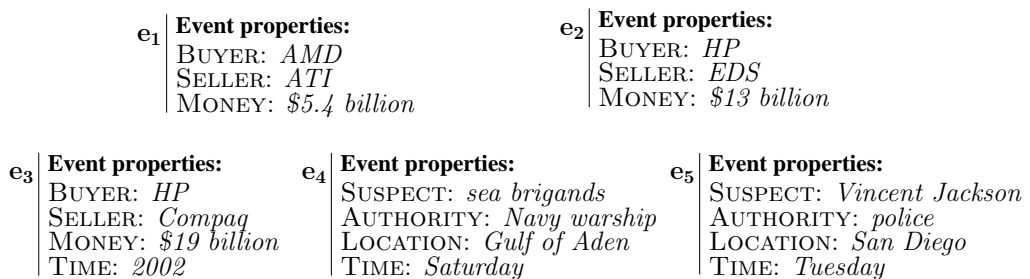 e1 Event properties:
BUYER: AMD
SELLER: ATI
MONEY: $5.4 billion
e2 Event properties:
BUYER: HP
SELLER: EDS
MONEY: $13 billion
e3 Event properties:
BUYER: HP
SELLER: Compaq
MONEY: $19 billion
TIME: 2002
e4 Event properties:
SUSPECT: sea brigands
AUTHORITY: Navy warship
LOCATION: Gulf of Aden
TIME: Saturday
e5 Event properties:
SUSPECT: Vincent Jackson
AUTHORITY: police
LOCATION: San Diego
TIME: Tuesday